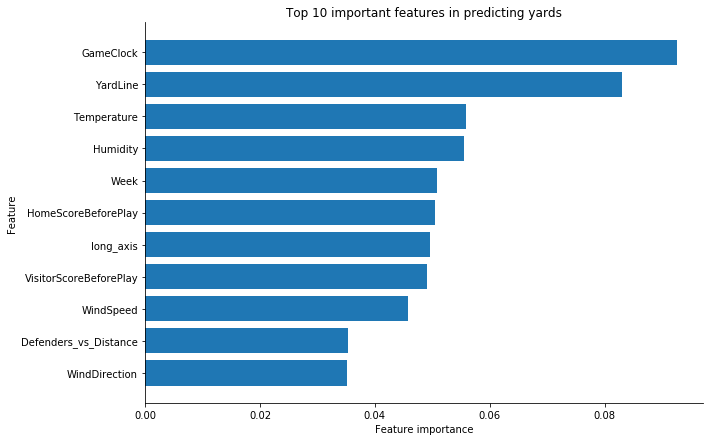 Top 10 important features in predicting yards
GameClock
YardLine
Temperature
Humidity
Week
HomeScoreBeforePlay
long_axis
VisitorScoreBeforePlay
WindSpeed
Defenders_vs_Distance
WindDirection
Feature
0.00 0.02 0.04 0.06 0.08
Feature importance